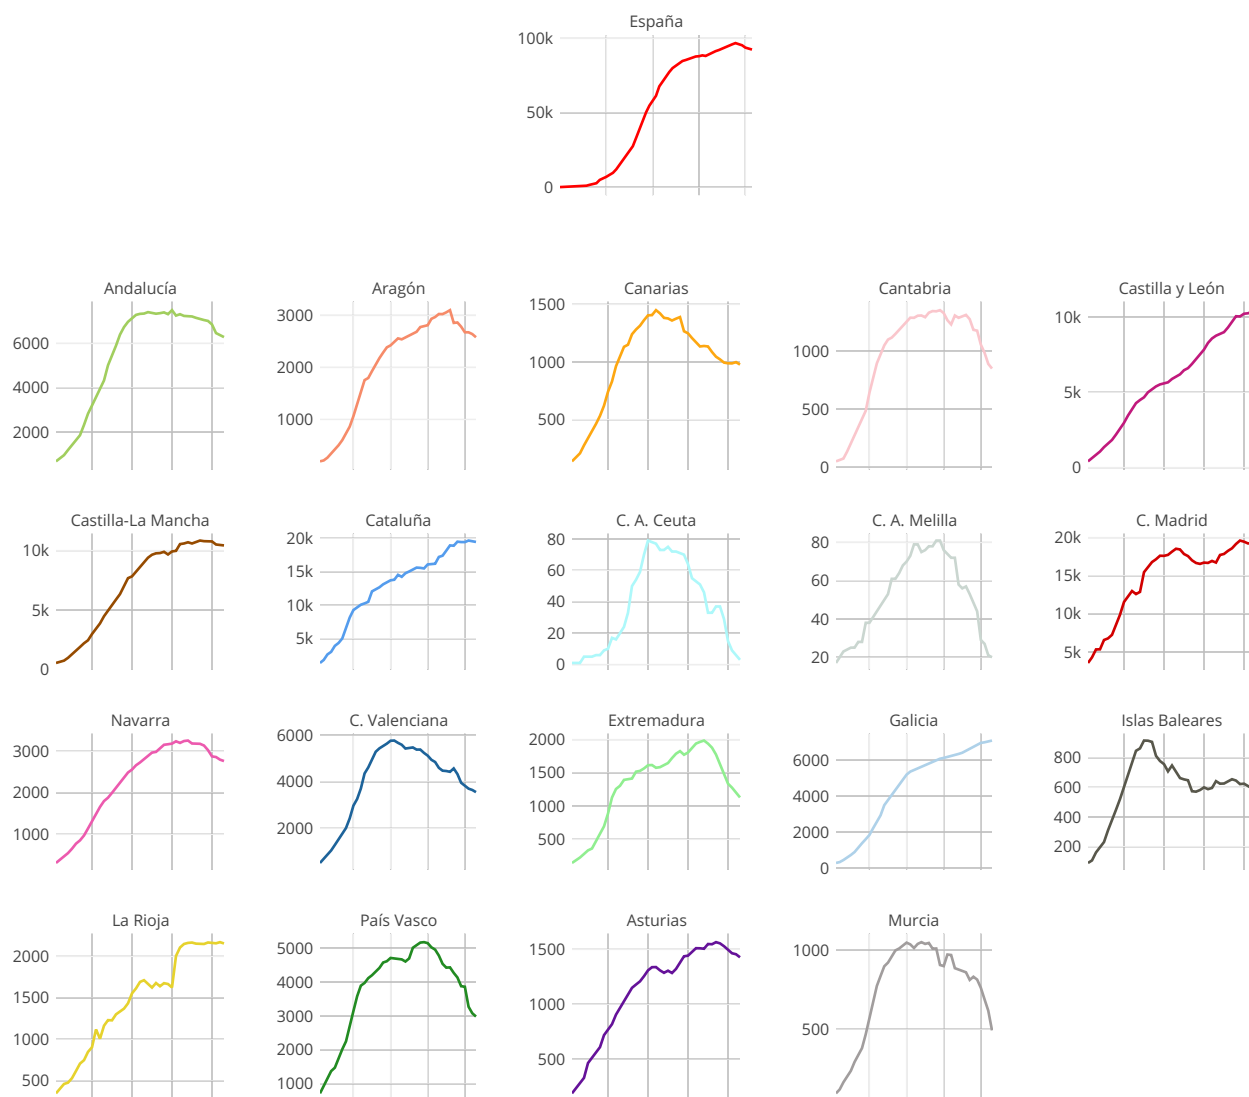 España
100k
50k
0
Andalucía
6000
4000
2000
Aragón
3000
2000
1000
Canarias
1500
1000
500
Cantabria
1000
500
0
Castilla y León
10k
5k
0
Castilla-La Mancha
10k
5k
0
Cataluña
20k
15k
10k
5k
C. A. Ceuta
80
60
40
20
0
C. A. Melilla
80
60
40
20
C. Madrid
20k
15k
10k
5k
Navarra
3000
2000
1000
C. Valenciana
6000
4000
2000
Extremadura
2000
1500
1000
500
Galicia
6000
4000
2000
0
Islas Baleares
800
600
400
200
La Rioja
2000
1500
1000
500
País Vasco
5000
4000
3000
2000
1000
Asturias
1500
1000
500
Murcia
1000
500